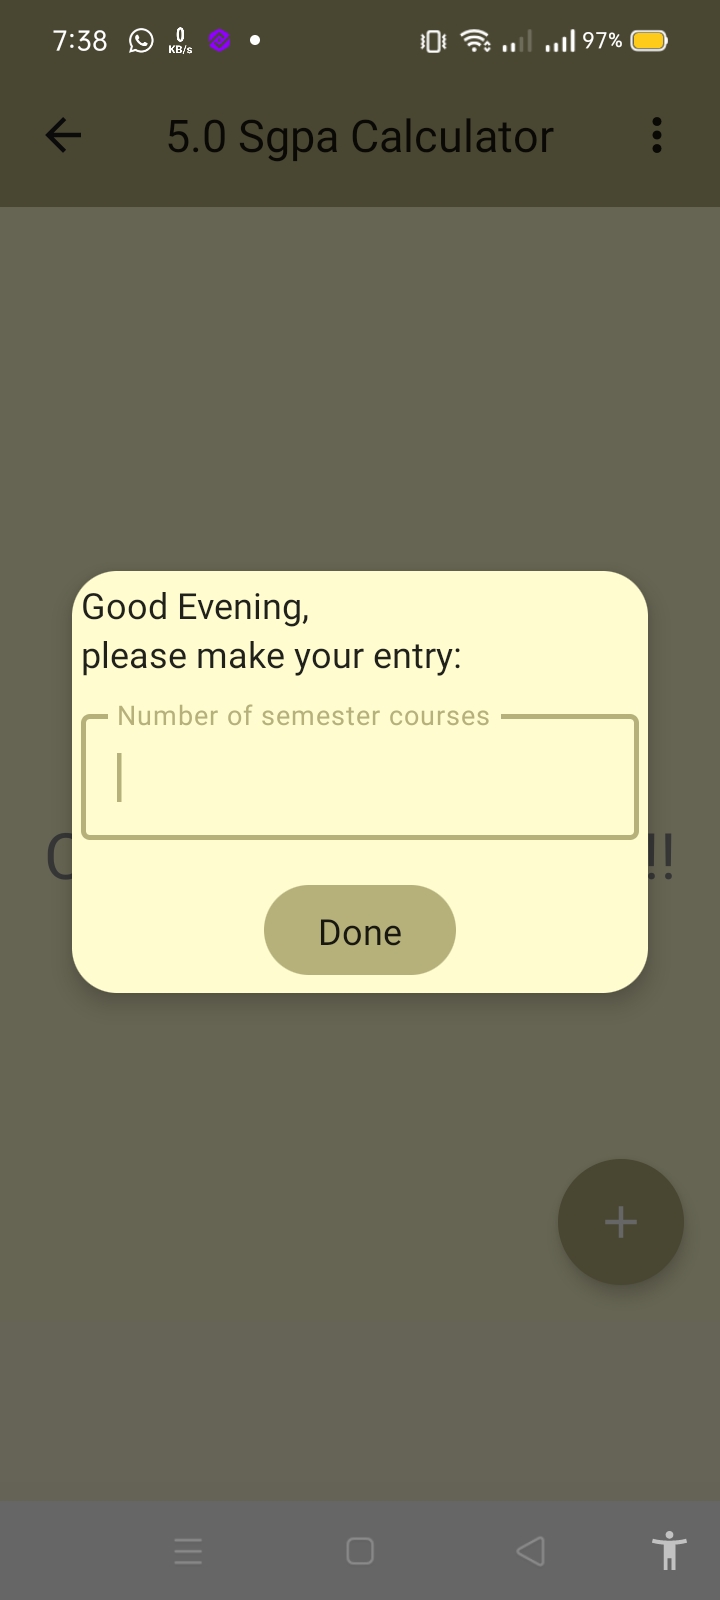 7:38 0 KB/s 97%
5.0 Sgpa Calculator
Good Evening,
please make your entry:
Number of semester courses
!!
Done